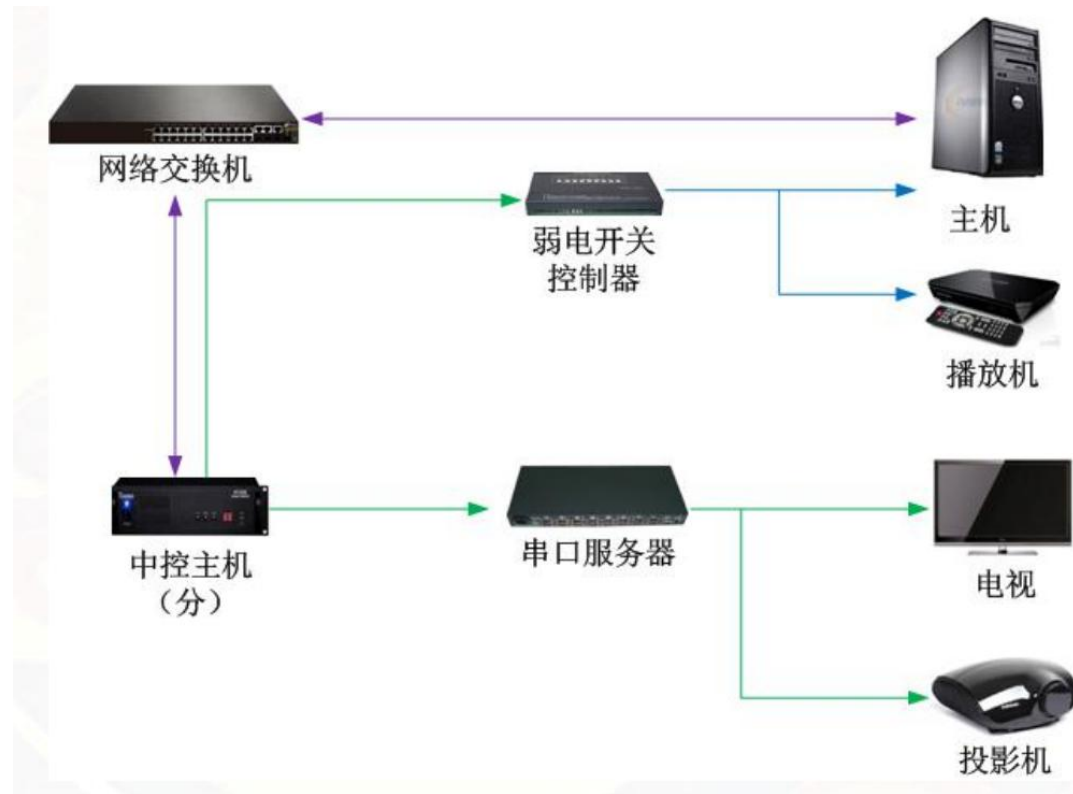 网络交换机
主机
弱电开关
控制器
播放机
中控主机
（分）
串口服务器
电视
投影机